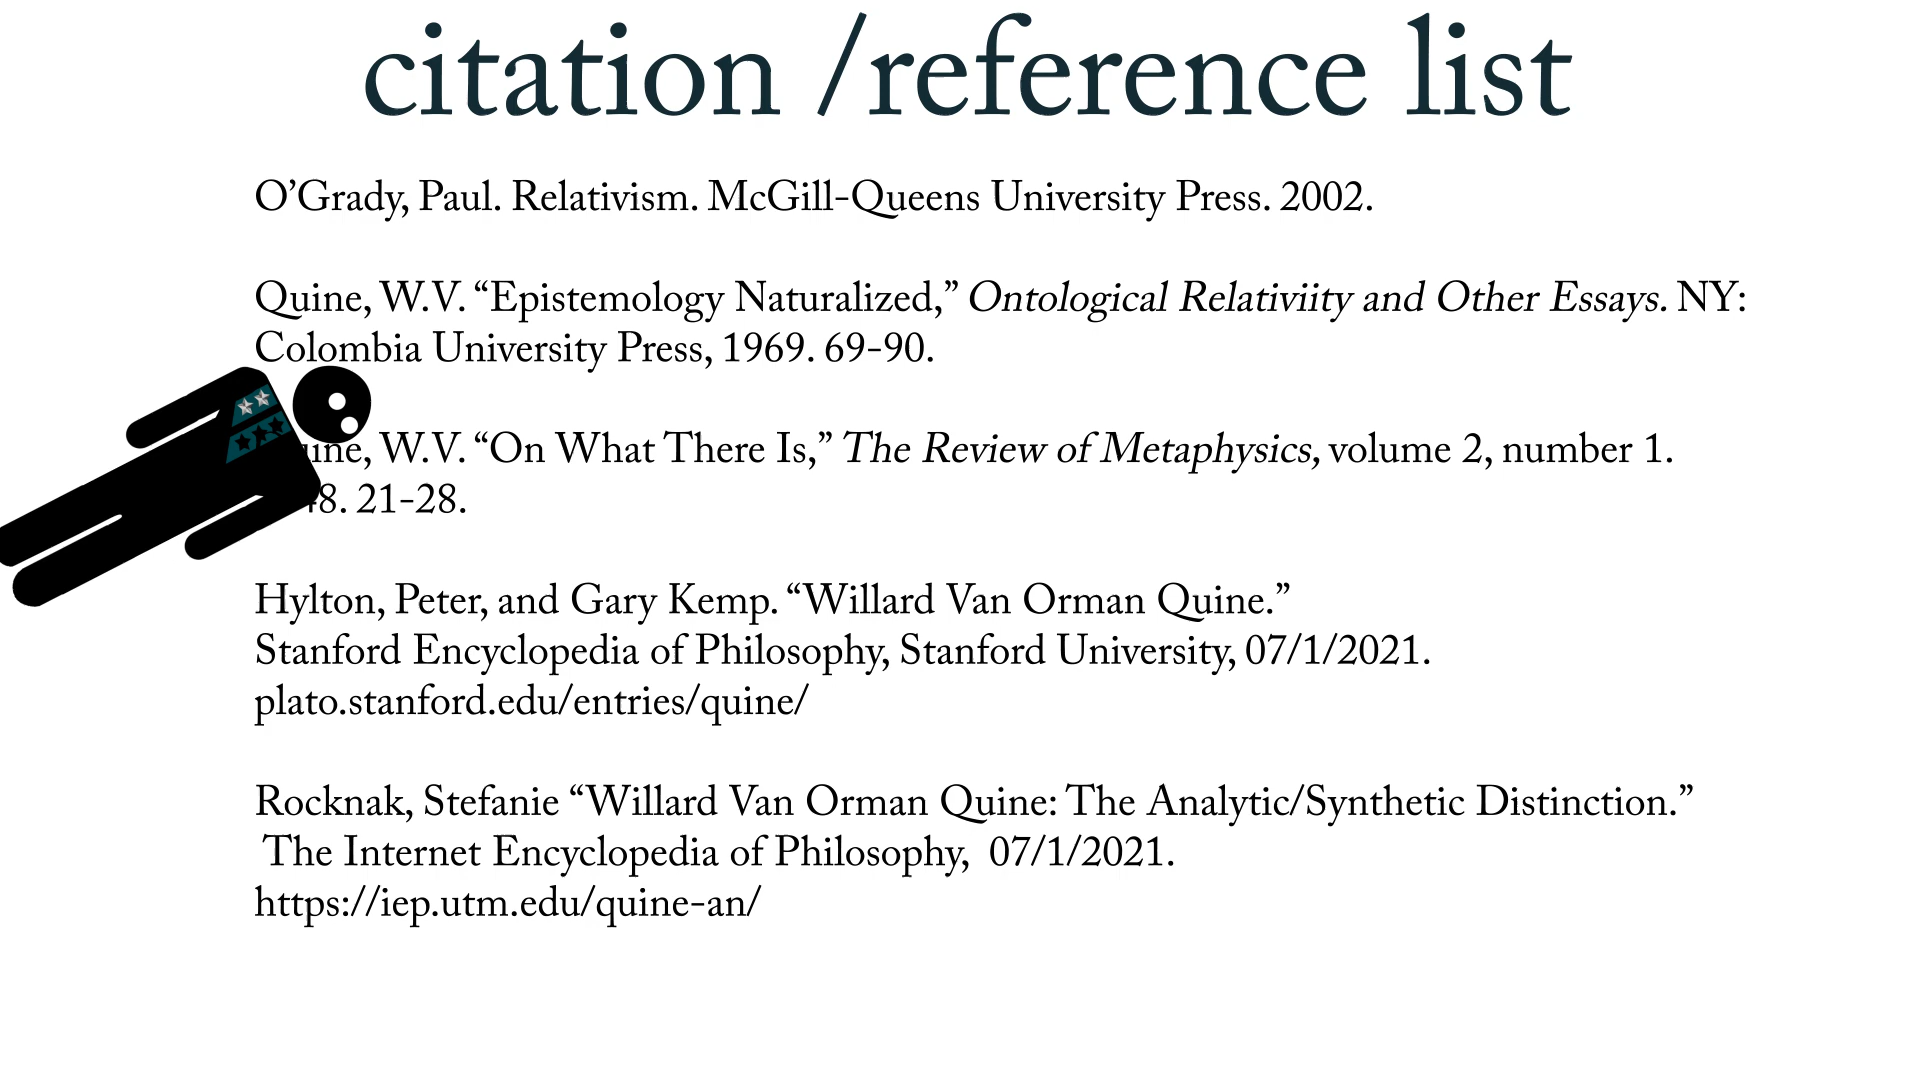 citation /reference list
O’Grady, Paul. Relativism. McGill-Queens University Press. 2002.
Quine, W.V. “Epistemology Naturalized,” Ontological Relativiity and Other Essays. NY:
Colombia University Press, 1969. 69-90.
W.V. “On What There Is,” The Review of Metaphysics, volume 2, number 1.
21-28.
Hylton, Peter, and Gary Kemp. “Willard Van Orman Quine.”
Stanford Encyclopedia of Philosophy, Stanford University, 07/1/2021.
plato.stanford.edu/entries/quine/
Rocknak, Stefanie “Willard Van Orman Quine: The Analytic/Synthetic Distinction.”
The Internet Encyclopedia of Philosophy, 07/1/2021.
https://iep.utm.edu/quine-an/